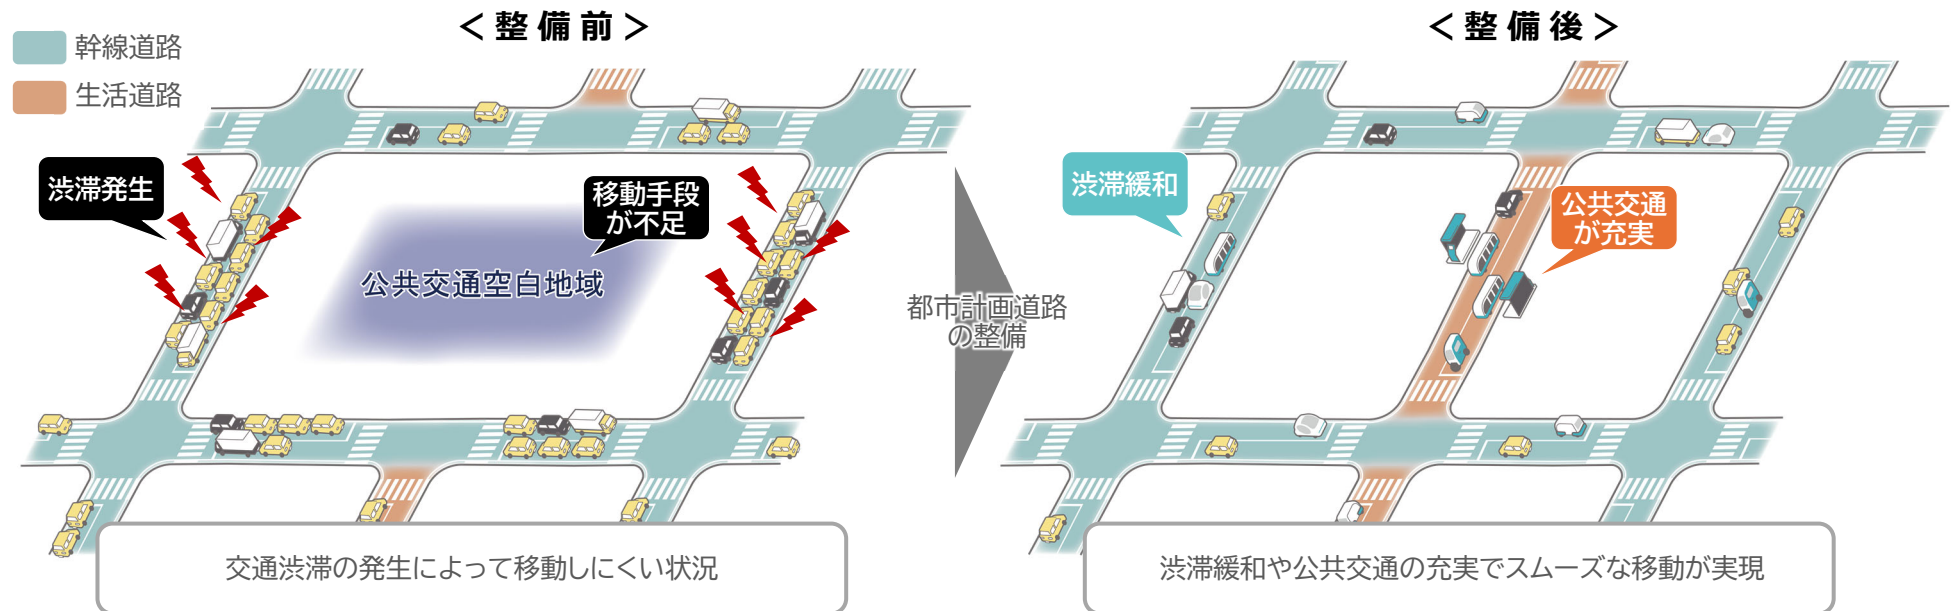 ＜整備前＞
＜整備後＞
幹線道路
生活道路
渋滞発生
移動手段
が不足
公共交通空白地域
都市計画道路
の整備
渋滞緩和
公共交通
が充実
交通渋滞の発生によって移動しにくい状況
渋滞緩和や公共交通の充実でスムーズな移動が実現